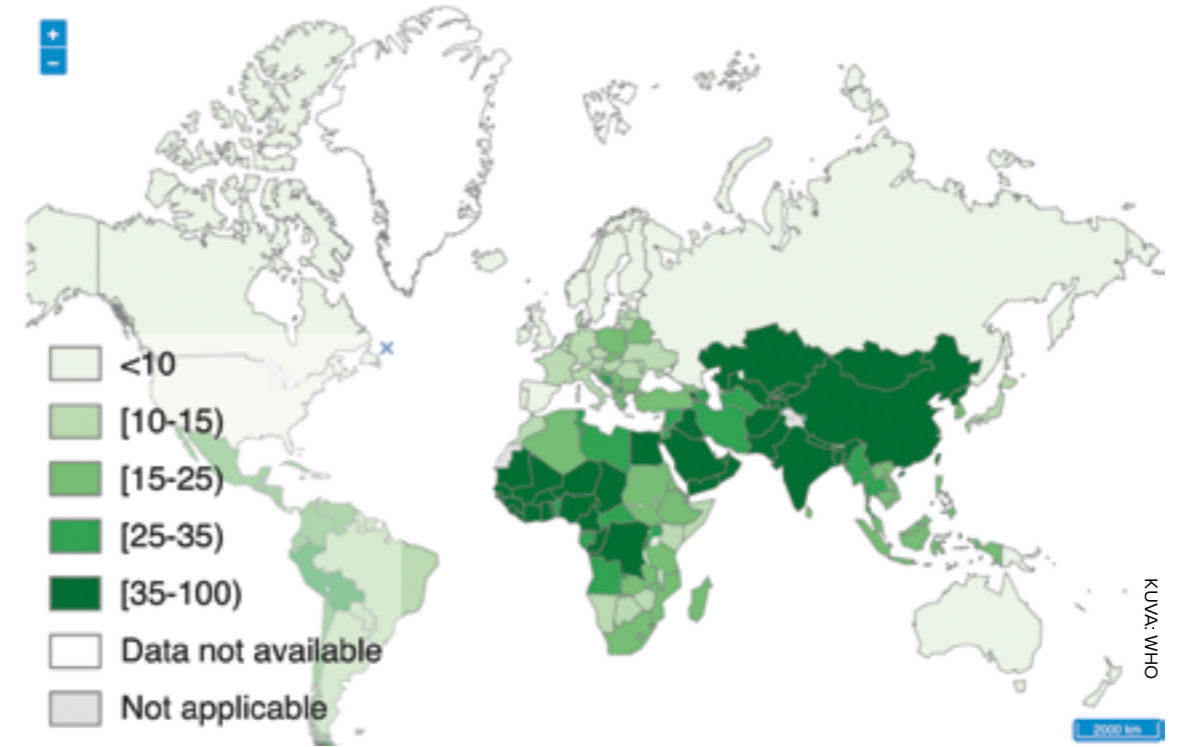 +
−
<10
[10-15)
[15-25)
[25-35)
[35-100)
Data not available
Not applicable
KUVA: WHO
2000 km